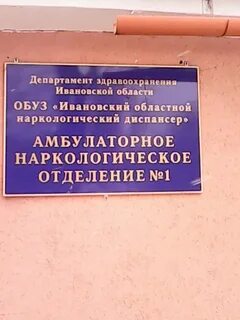 Департамент здравоохранения
Ивановской области
ОБУЗ «Ивановский областной
наркологический диспансер»
АМБУЛАТОРНОЕ
НАРКОЛОГИЧЕСКОЕ
ОТДЕЛЕНИЕ №1